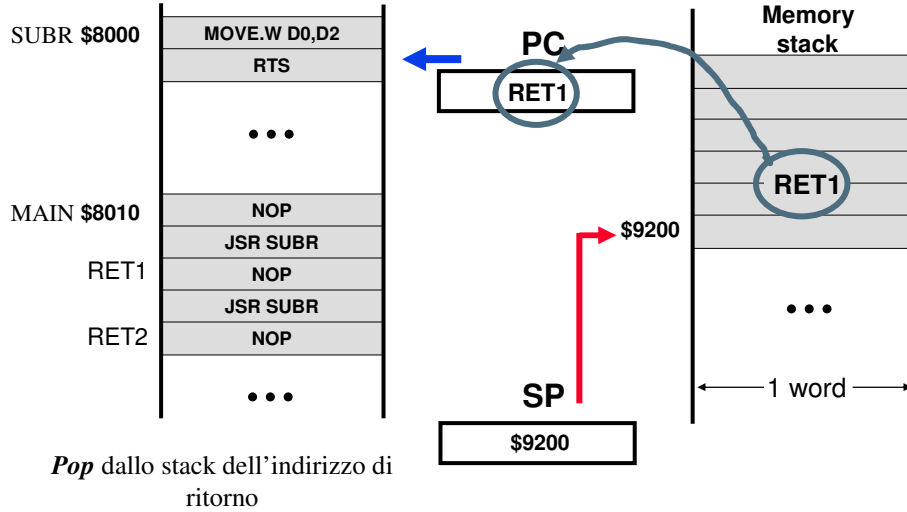 SUBR $8000
MOVE.W D0,D2
RTS
•••
MAIN $8010
NOP
JSR SUBR
RET1
NOP
JSR SUBR
RET2
NOP
•••
Pop dallo stack dell'indirizzo di
ritorno
PC
RET1
SP
$9200
Memory
stack
RET1
$9200
•••
1 word